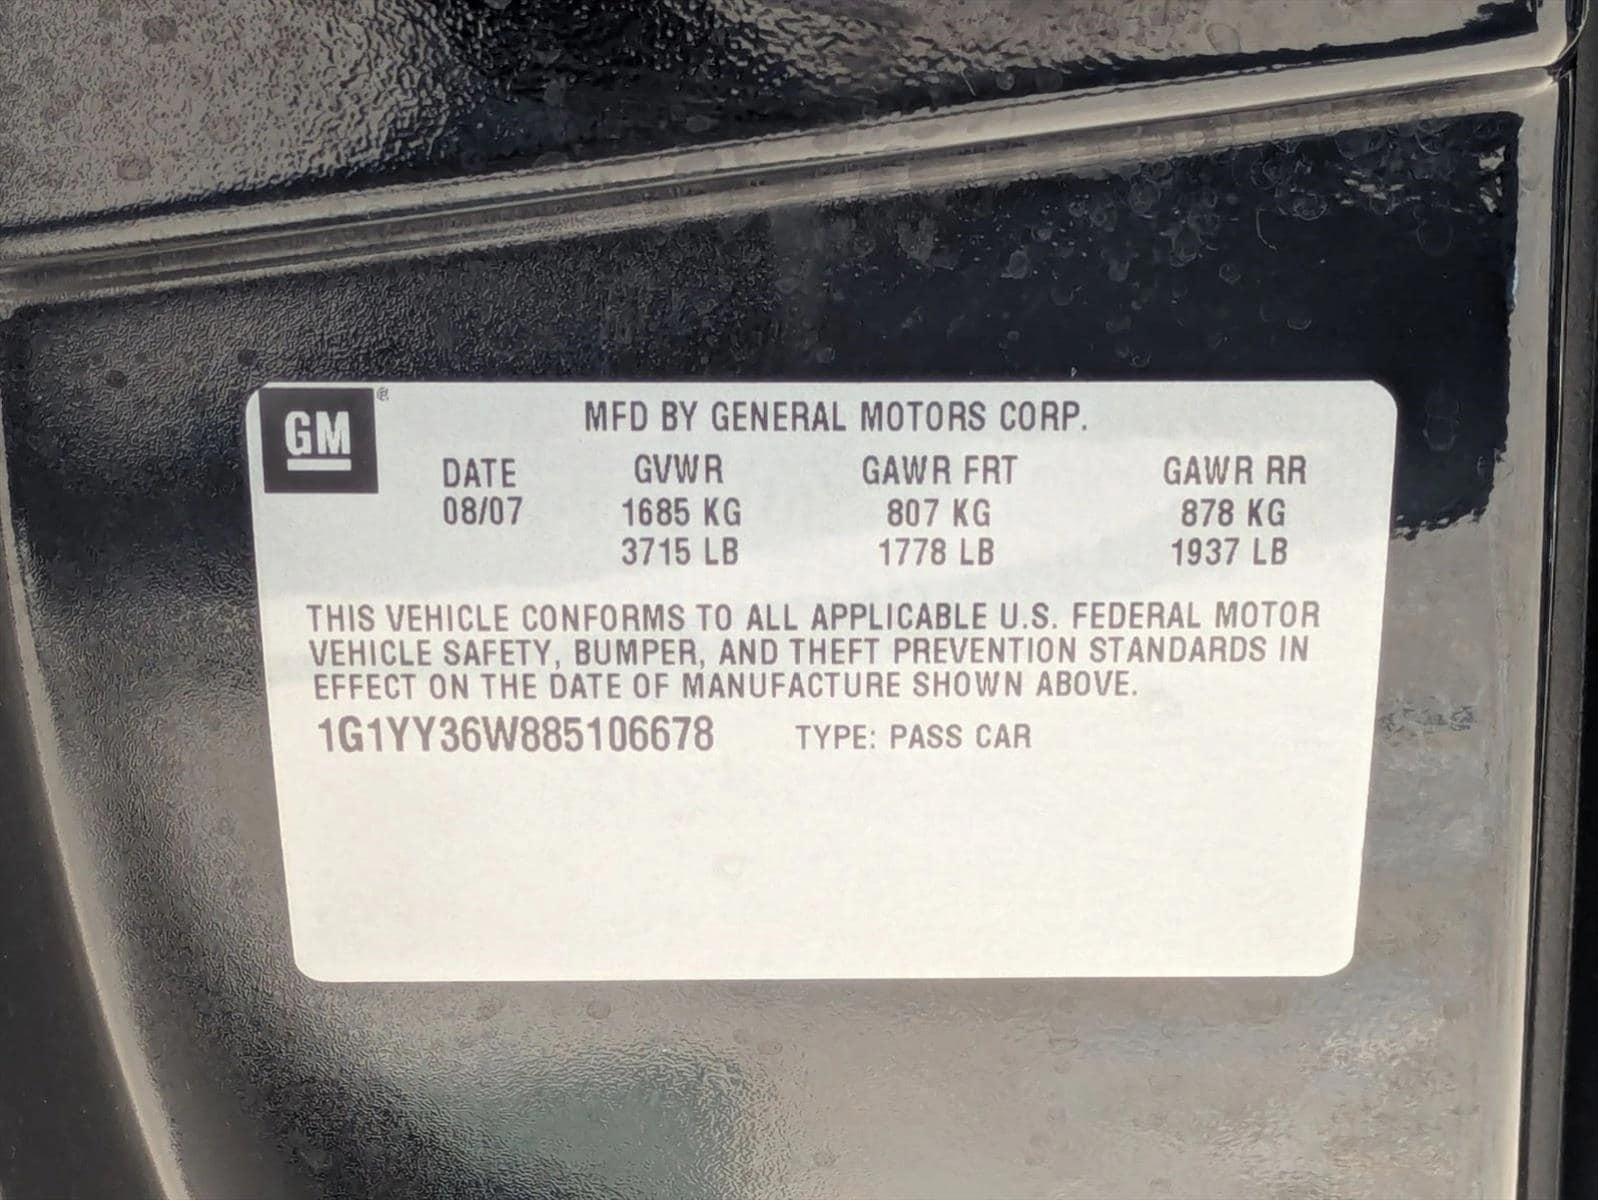 GM ®
MFD BY GENERAL MOTORS CORP.
DATE GVWR GAWR FRT GAWR RR
08/07 1685 KG 807 KG 878 KG
3715 LB 1778 LB 1937 LB
THIS VEHICLE CONFORMS TO ALL APPLICABLE U.S. FEDERAL MOTOR
VEHICLE SAFETY, BUMPER, AND THEFT PREVENTION STANDARDS IN
EFFECT ON THE DATE OF MANUFACTURE SHOWN ABOVE.
1G1YY36W885106678 TYPE: PASS CAR